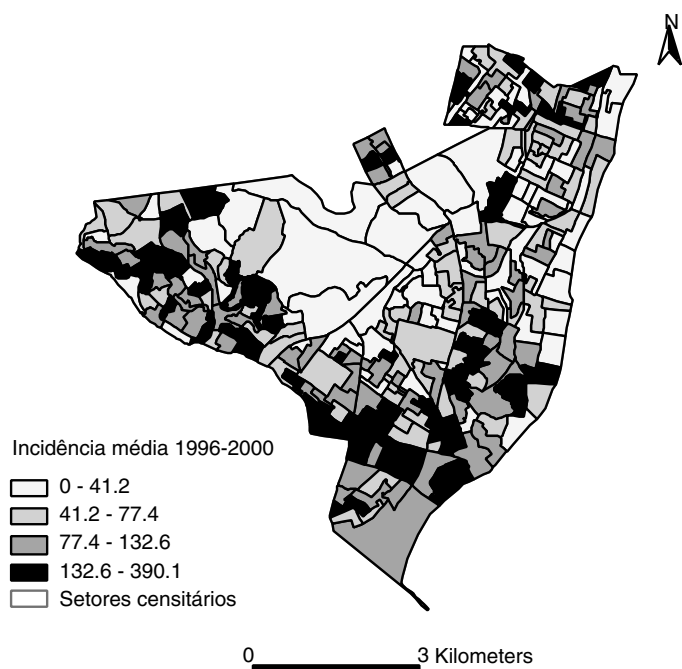 N
Incidência média 1996-2000
0 - 41.2
41.2 - 77.4
77.4 - 132.6
132.6 - 390.1
Setores censitários
0 3 Kilometers